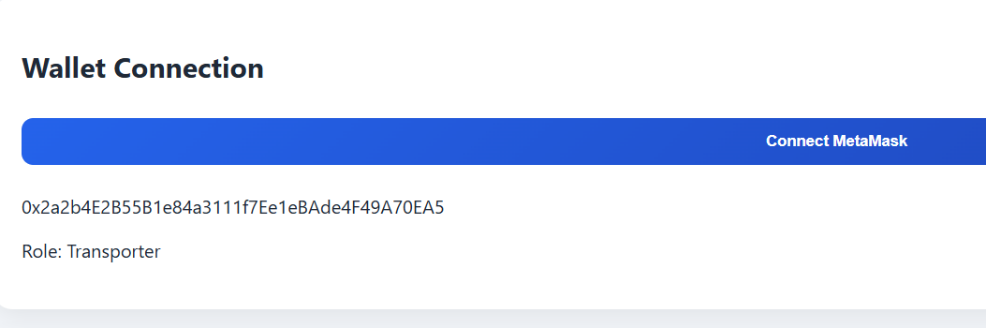 Wallet Connection
Connect MetaMask
0x2a2b4E2B55B1e84a3111f7Ee1eBAde4F49A70EA5
Role: Transporter